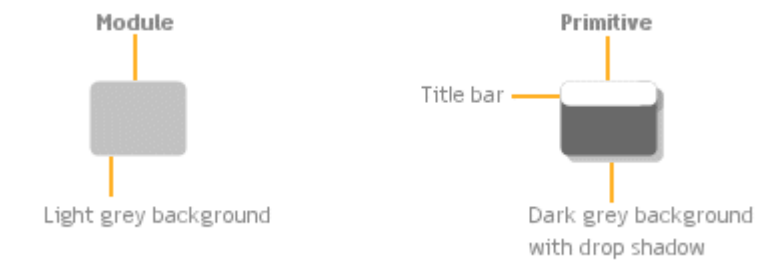 Module
Primitive
Title bar
Light grey background
Dark grey background
with drop shadow